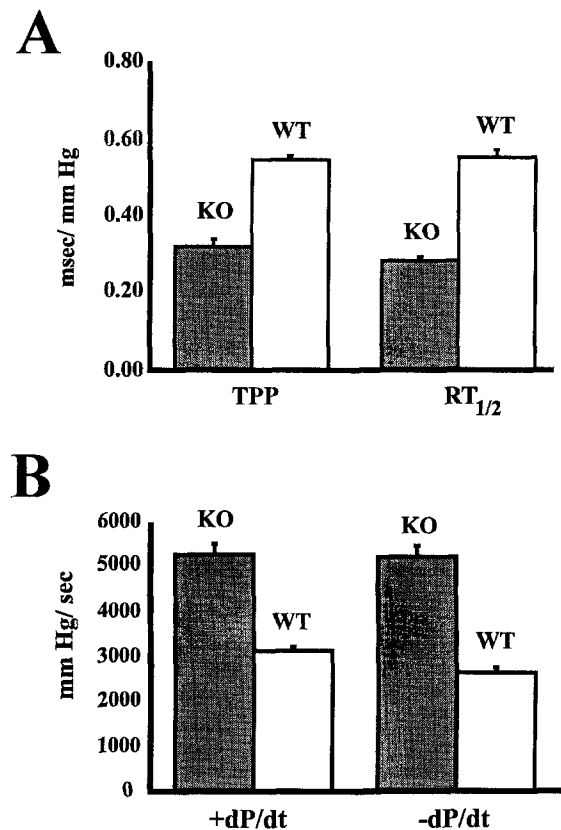 A
msec/ mm Hg
0.80
0.60
0.40
0.20
0.00
KO
WT
KO
WT
TPP
RT1/2
B
mm Hg/ sec
6000
5000
4000
3000
2000
1000
0
KO
WT
KO
WT
+dP/dt
-dP/dt